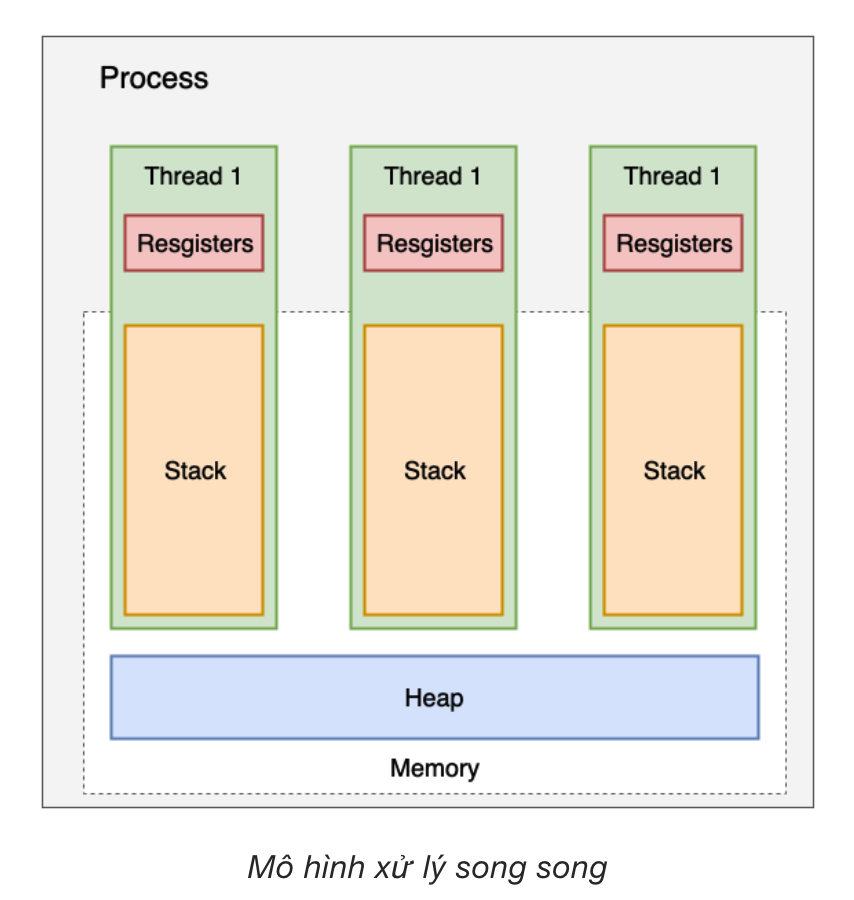 Process
Thread 1
Thread 1
Thread 1
Resgisters
Resgisters
Resgisters
Stack
Stack
Stack
Heap
Memory
Mô hình xử lý song song